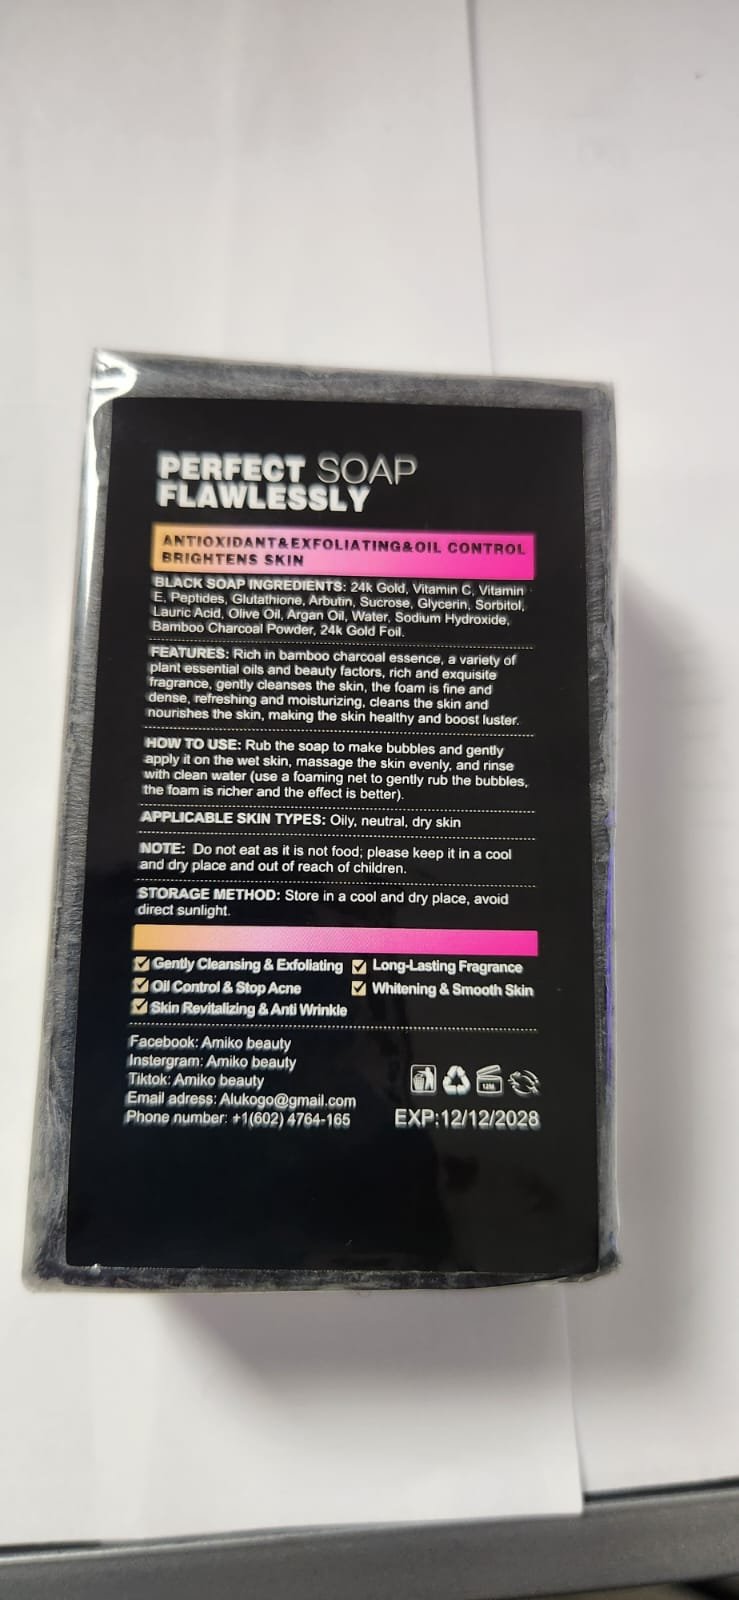 PERFECT SOAP
FLAWLESSLY
ANTIOXIDANT&EXFOLIATING&OIL CONTROL
BRIGHTENS SKIN
BLACK SOAP INGREDIENTS: 24k Gold, Vitamin C, Vitamin
E, Peptides, Glutathione, Arbutin, Sucrose, Glycerin, Sorbitol,
Lauric Acid, Olive Oil, Argan Oil, Water, Sodium Hydroxide,
Bamboo Charcoal Powder, 24k Gold Foil.
FEATURES: Rich in bamboo charcoal essence, a variety of
plant essential oils and beauty factors, rich and exquisite
fragrance, gently cleanses the skin, the foam is fine and
dense, refreshing and moisturizing, cleans the skin and
nourishes the skin, making the skin healthy and boost luster.
HOW TO USE: Rub the soap to make bubbles and gently
apply it on the wet skin, massage the skin evenly, and rinse
with clean water (use a foaming net to gently rub the bubbles,
the foam is richer and the effect is better).
APPLICABLE SKIN TYPES: Oily, neutral, dry skin
NOTE: Do not eat as it is not food; please keep it in a cool
and dry place and out of reach of children.
STORAGE METHOD: Store in a cool and dry place, avoid
direct sunlight.
Gently Cleansing & Exfoliating Long-Lasting Fragrance
Oil Control & Stop Acne Whitening & Smooth Skin
Skin Revitalizing & Anti Wrinkle
Facebook: Amiko beauty
Instergram: Amiko beauty
Tiktok: Amiko beauty
Email adress: Alukogo@gmail.com
Phone number: +1(602) 4764-165
12M
EXP:12/12/2028